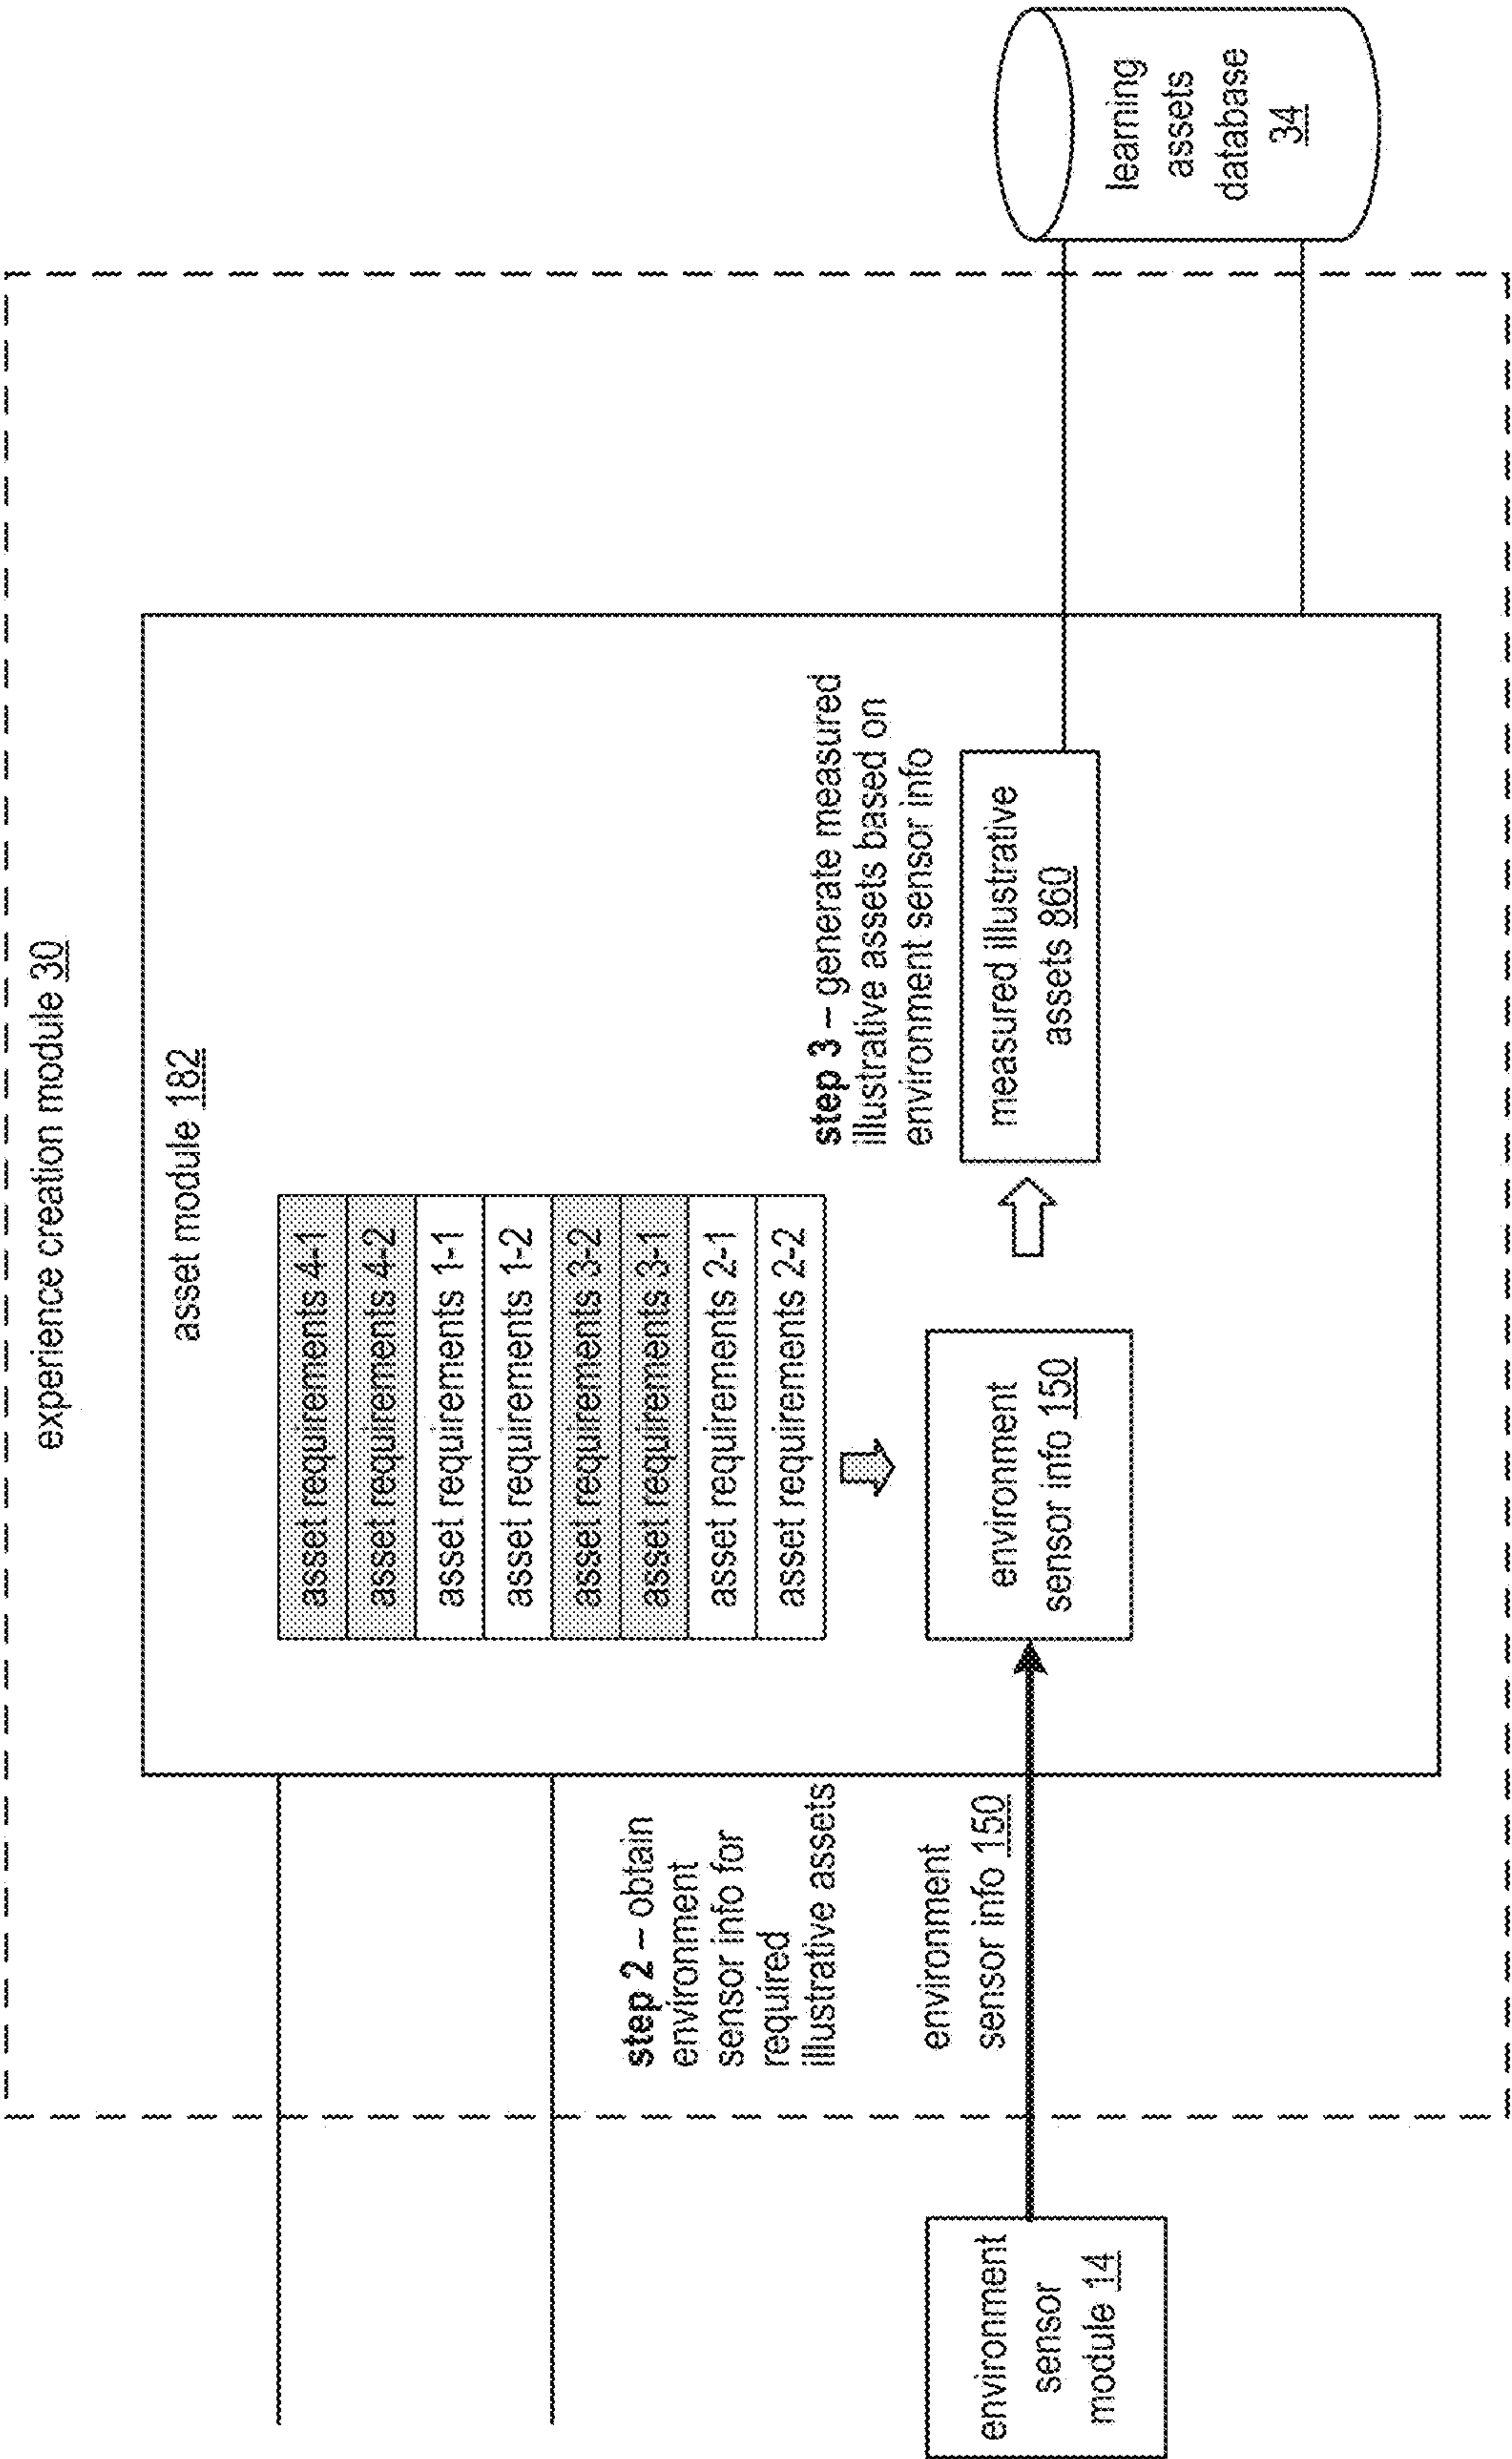 experience creation module 30
asset module 182
asset requirements 4-1
asset requirements 4-2
asset requirements 1-1
asset requirements 1-2
asset requirements 3-2
asset requirements 3-1
asset requirements 2-1
asset requirements 2-2
step 2 – obtain
environment
sensor info for
required
illustrative assets
environment
sensor info 150
environment
sensor
module 14
environment
sensor info 150
step 3 – generate measured
illustrative assets based on
environment sensor info
measured illustrative
assets 860
learning
assets
database
34